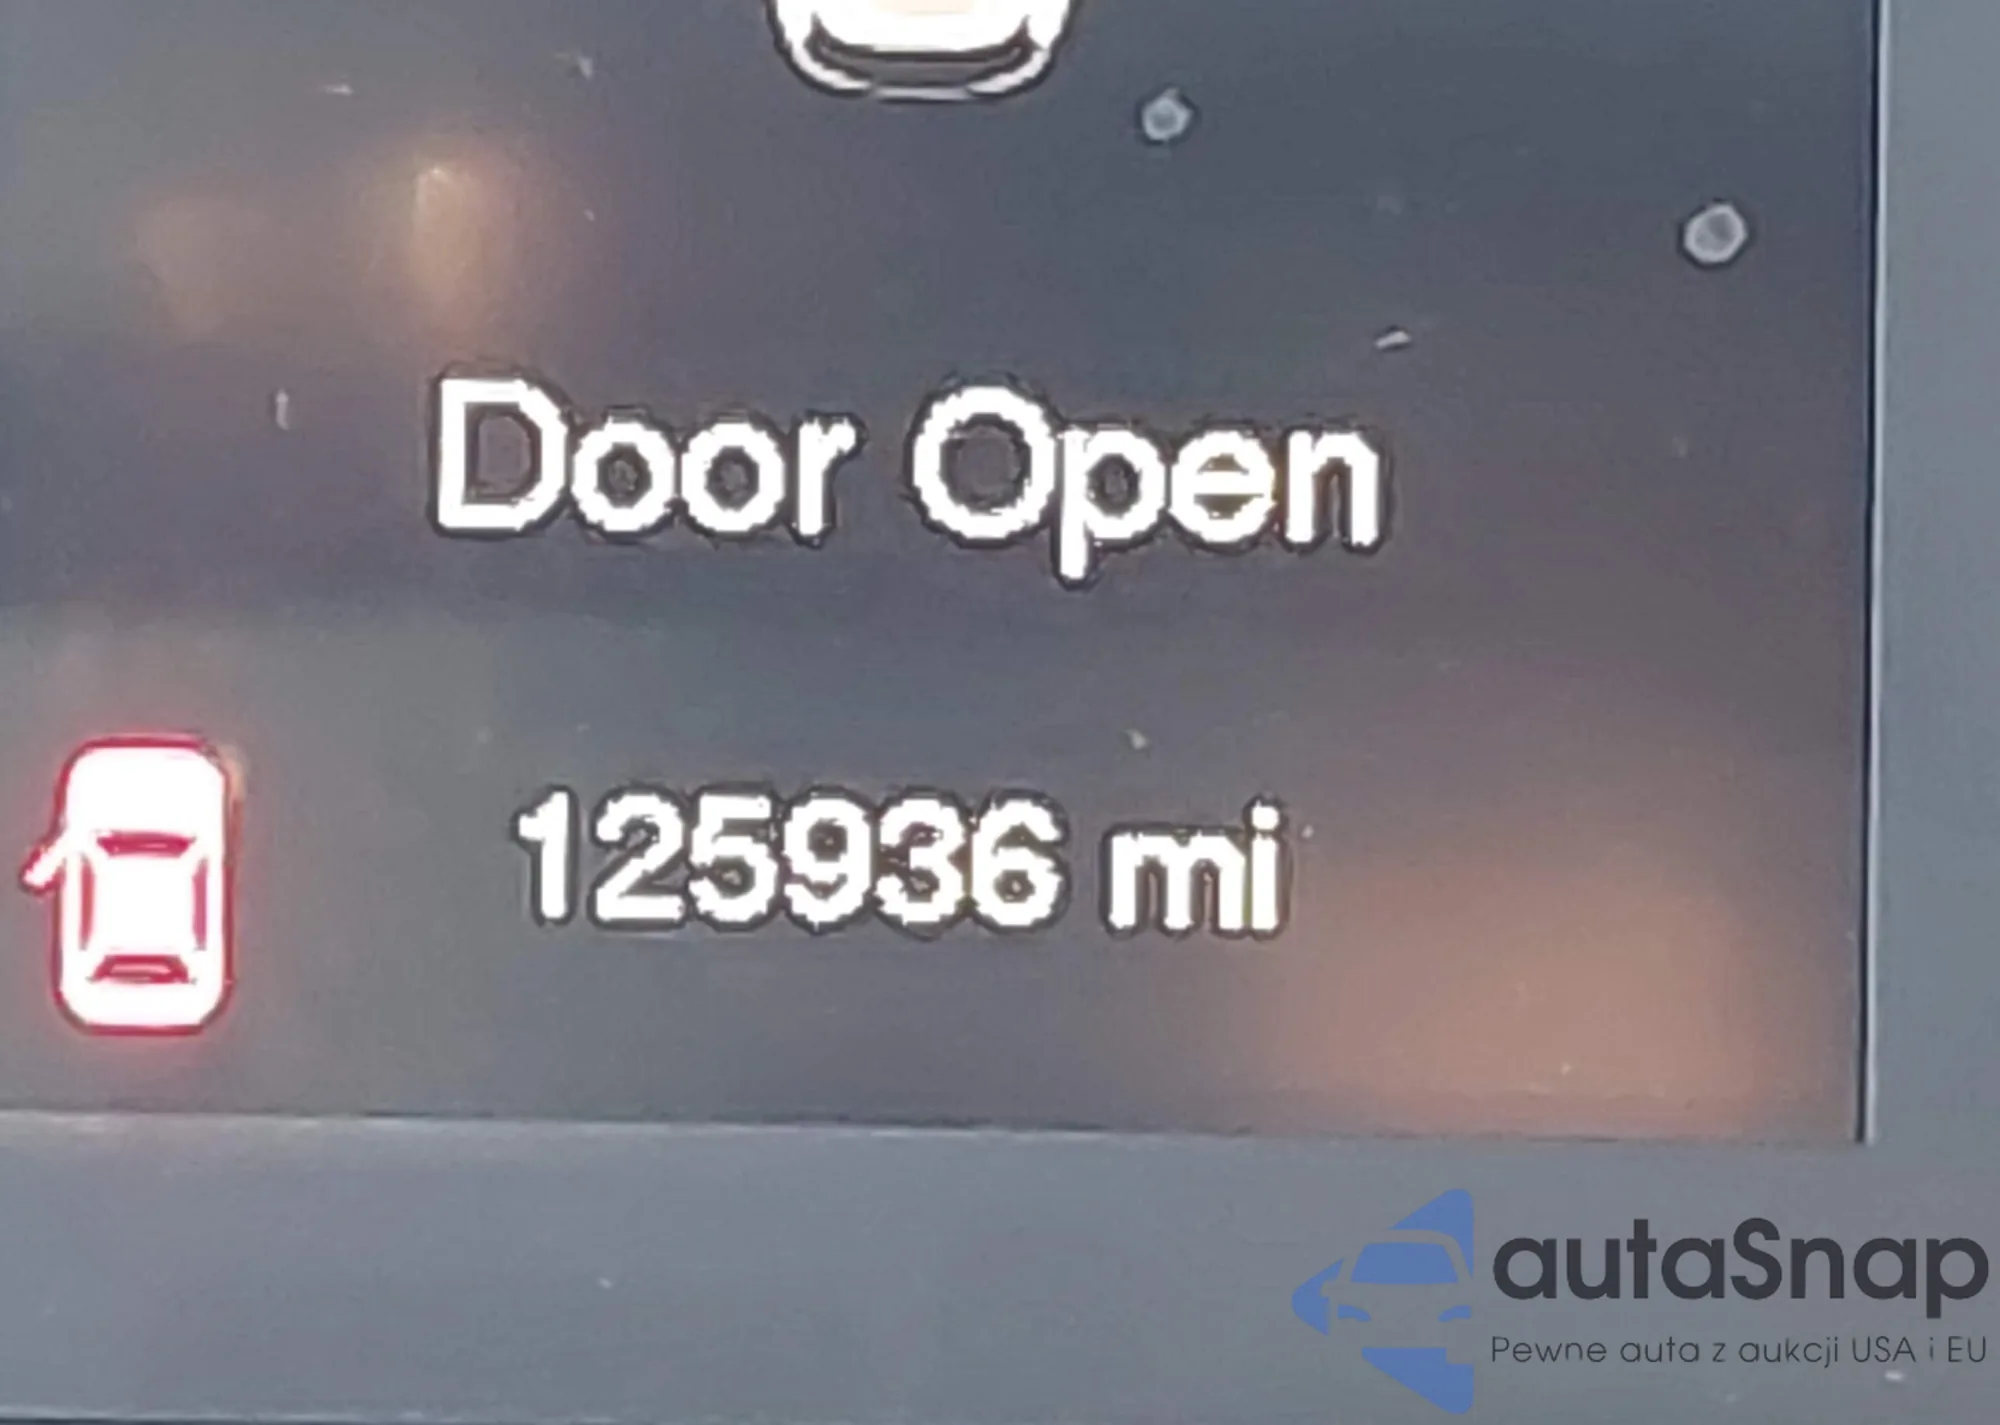 Door Open
125936 mi
autaSnap
Pewne auta z aukcji USA i EU